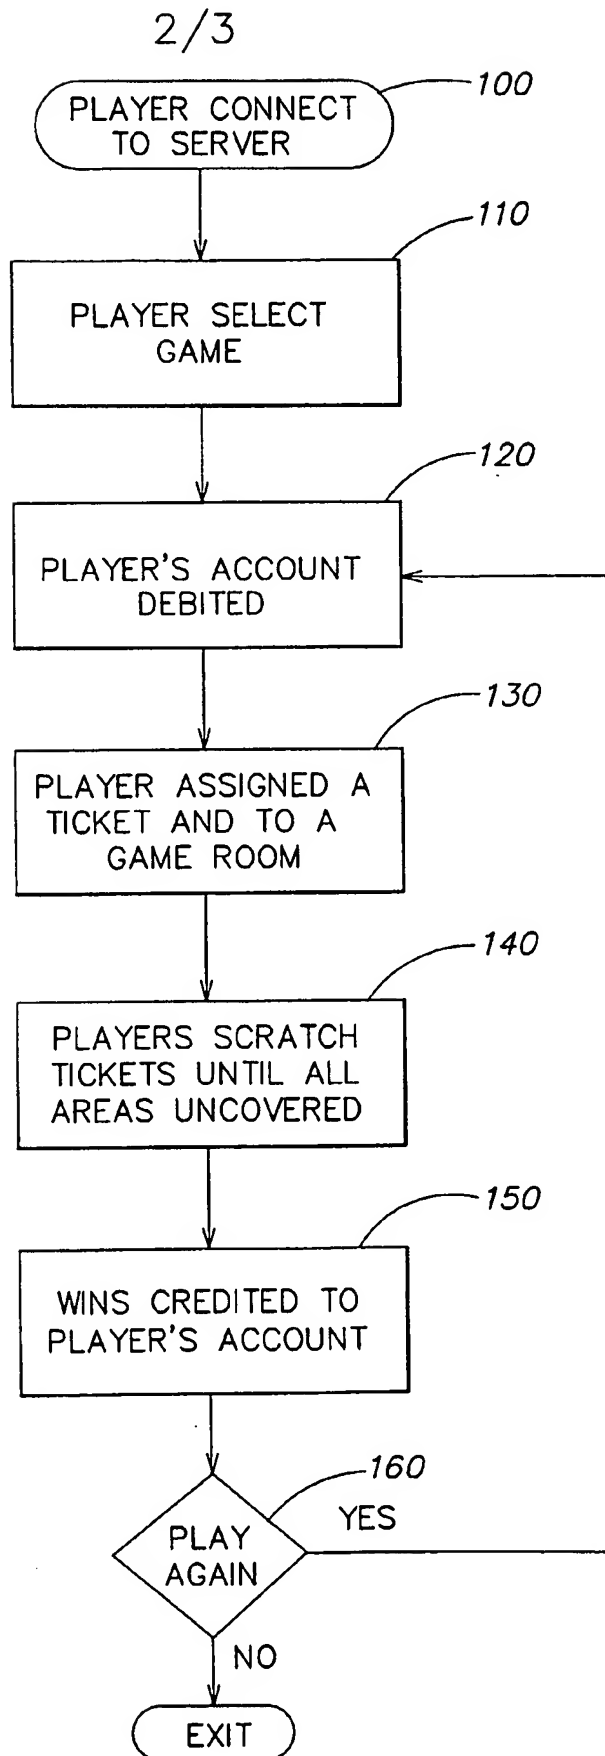 2/3
PLAYER CONNECT
TO SERVER
100
110
PLAYER SELECT
GAME
120
PLAYER'S ACCOUNT
DEBITED
130
PLAYER ASSIGNED A
TICKET AND TO A
GAME ROOM
140
PLAYERS SCRATCH
TICKETS UNTIL ALL
AREAS UNCOVERED
150
WINS CREDITED TO
PLAYER'S ACCOUNT
160
PLAY
AGAIN
YES
NO
EXIT